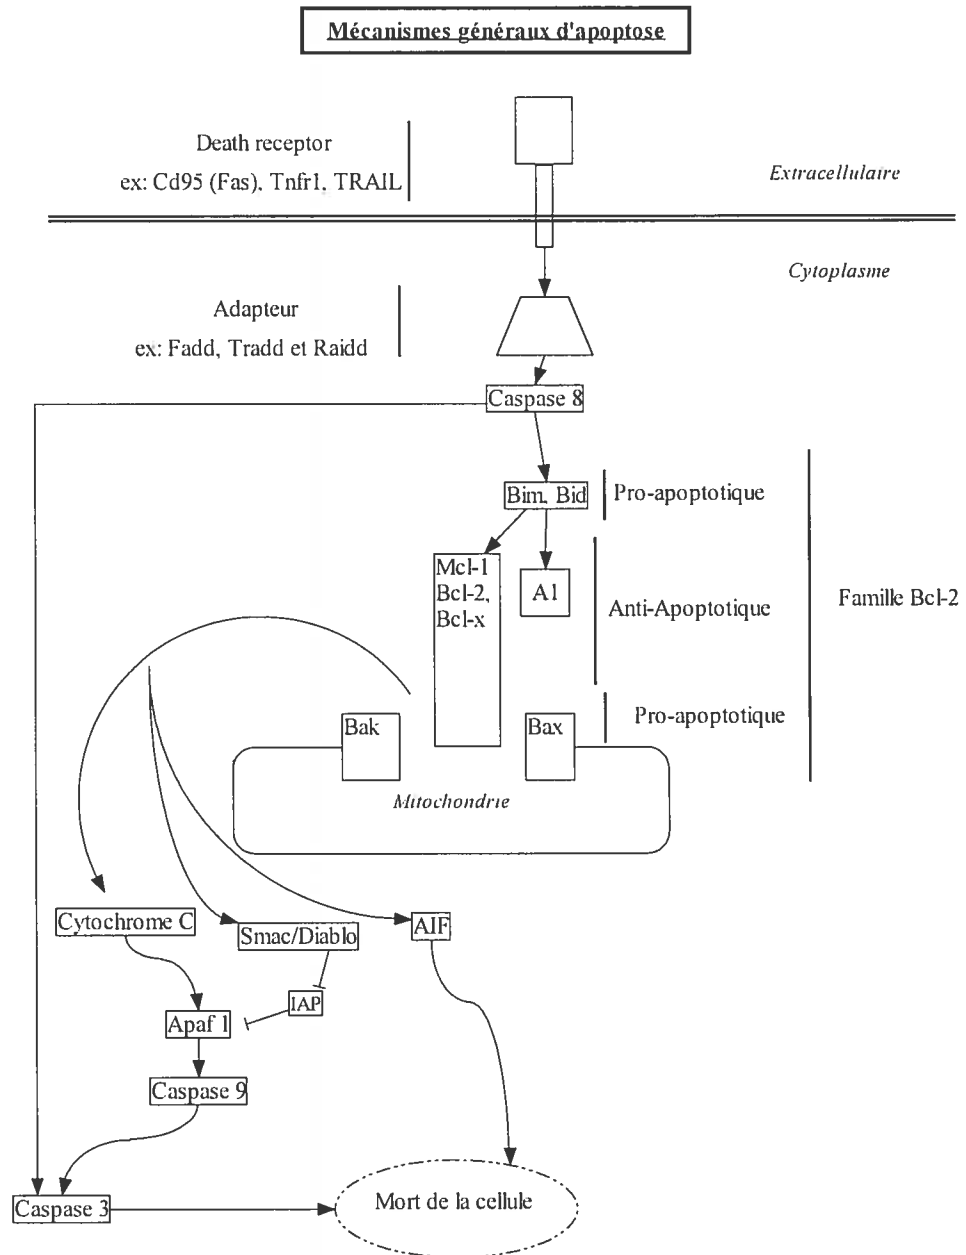 Mécanismes généraux d'apoptose
Death receptor
ex: Cd95 (Fas), Tnfr1, TRAIL
Extracellulaire
Cytoplasme
Adapteur
ex: Fadd, Tradd et Raidd
Caspase 8
Bim, Bid
Pro-apoptotique
Mcl-1
Bcl-2,
Bcl-x
A1
Anti-Apoptotique
Famille Bcl-2
Pro-apoptotique
Bak
Bax
Mitochondrie
Cytochrome C
Smac/Diablo
AIF
IAP
Apaf 1
Caspase 9
Caspase 3
Mort de la cellule